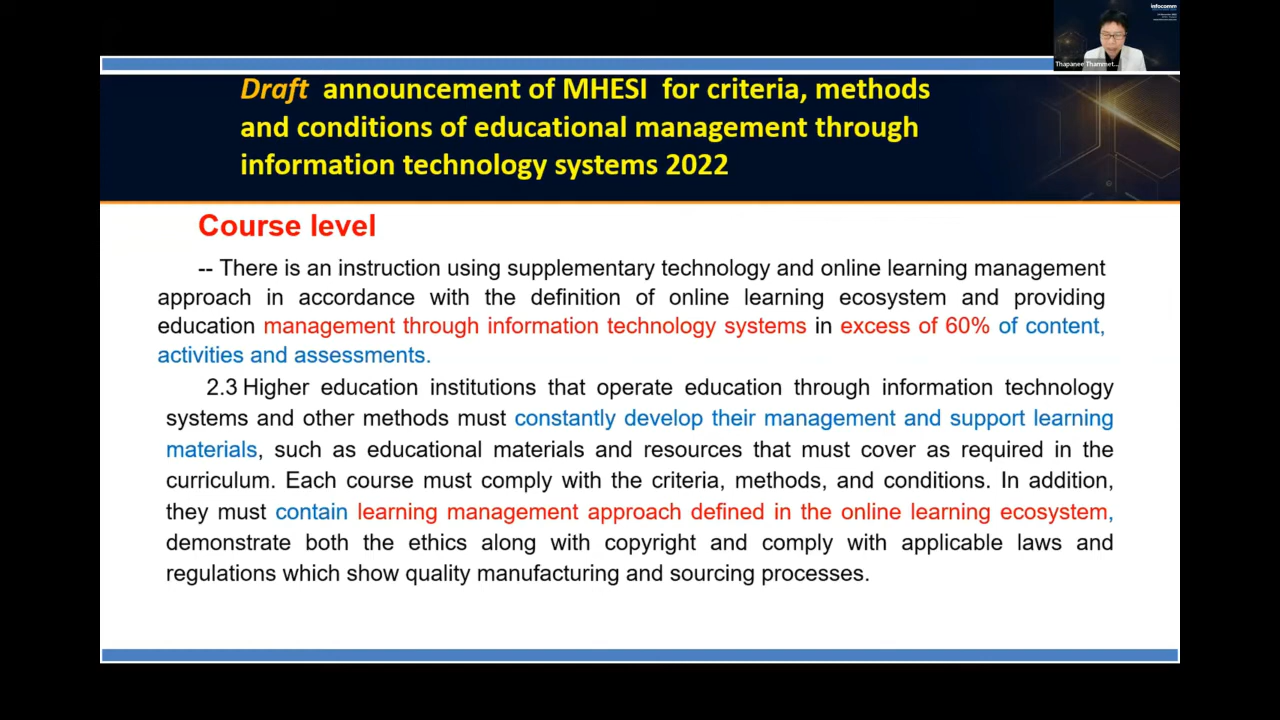 infocomm
Thapanee Thammet...
Draft announcement of MHESI for criteria, methods
and conditions of educational management through
information technology systems 2022
Course level
-- There is an instruction using supplementary technology and online learning management
approach in accordance with the definition of online learning ecosystem and providing
education management through information technology systems in excess of 60% of content,
activities and assessments.
2.3 Higher education institutions that operate education through information technology
systems and other methods must constantly develop their management and support learning
materials, such as educational materials and resources that must cover as required in the
curriculum. Each course must comply with the criteria, methods, and conditions. In addition,
they must contain learning management approach defined in the online learning ecosystem,
demonstrate both the ethics along with copyright and comply with applicable laws and
regulations which show quality manufacturing and sourcing processes.